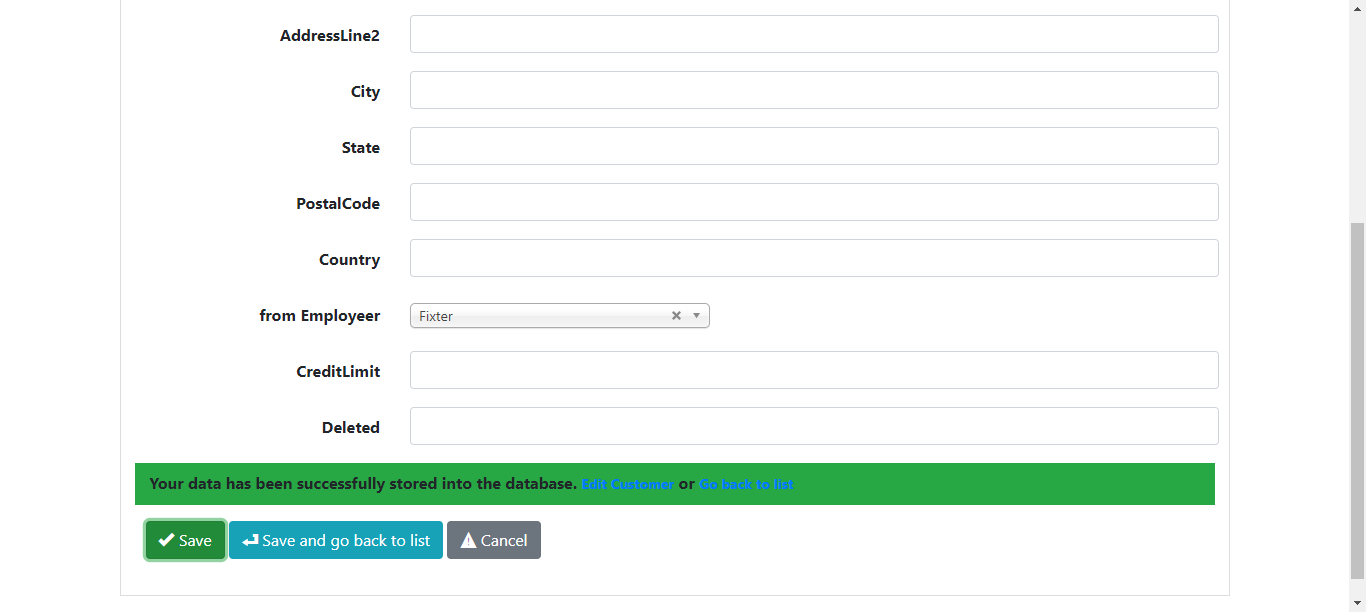 AddressLine2
City
State
PostalCode
Country
from Employeer
Fixter
CreditLimit
Deleted
Your data has been successfully stored into the database. Edit Customer or Go back to list
Save
Save and go back to list
Cancel